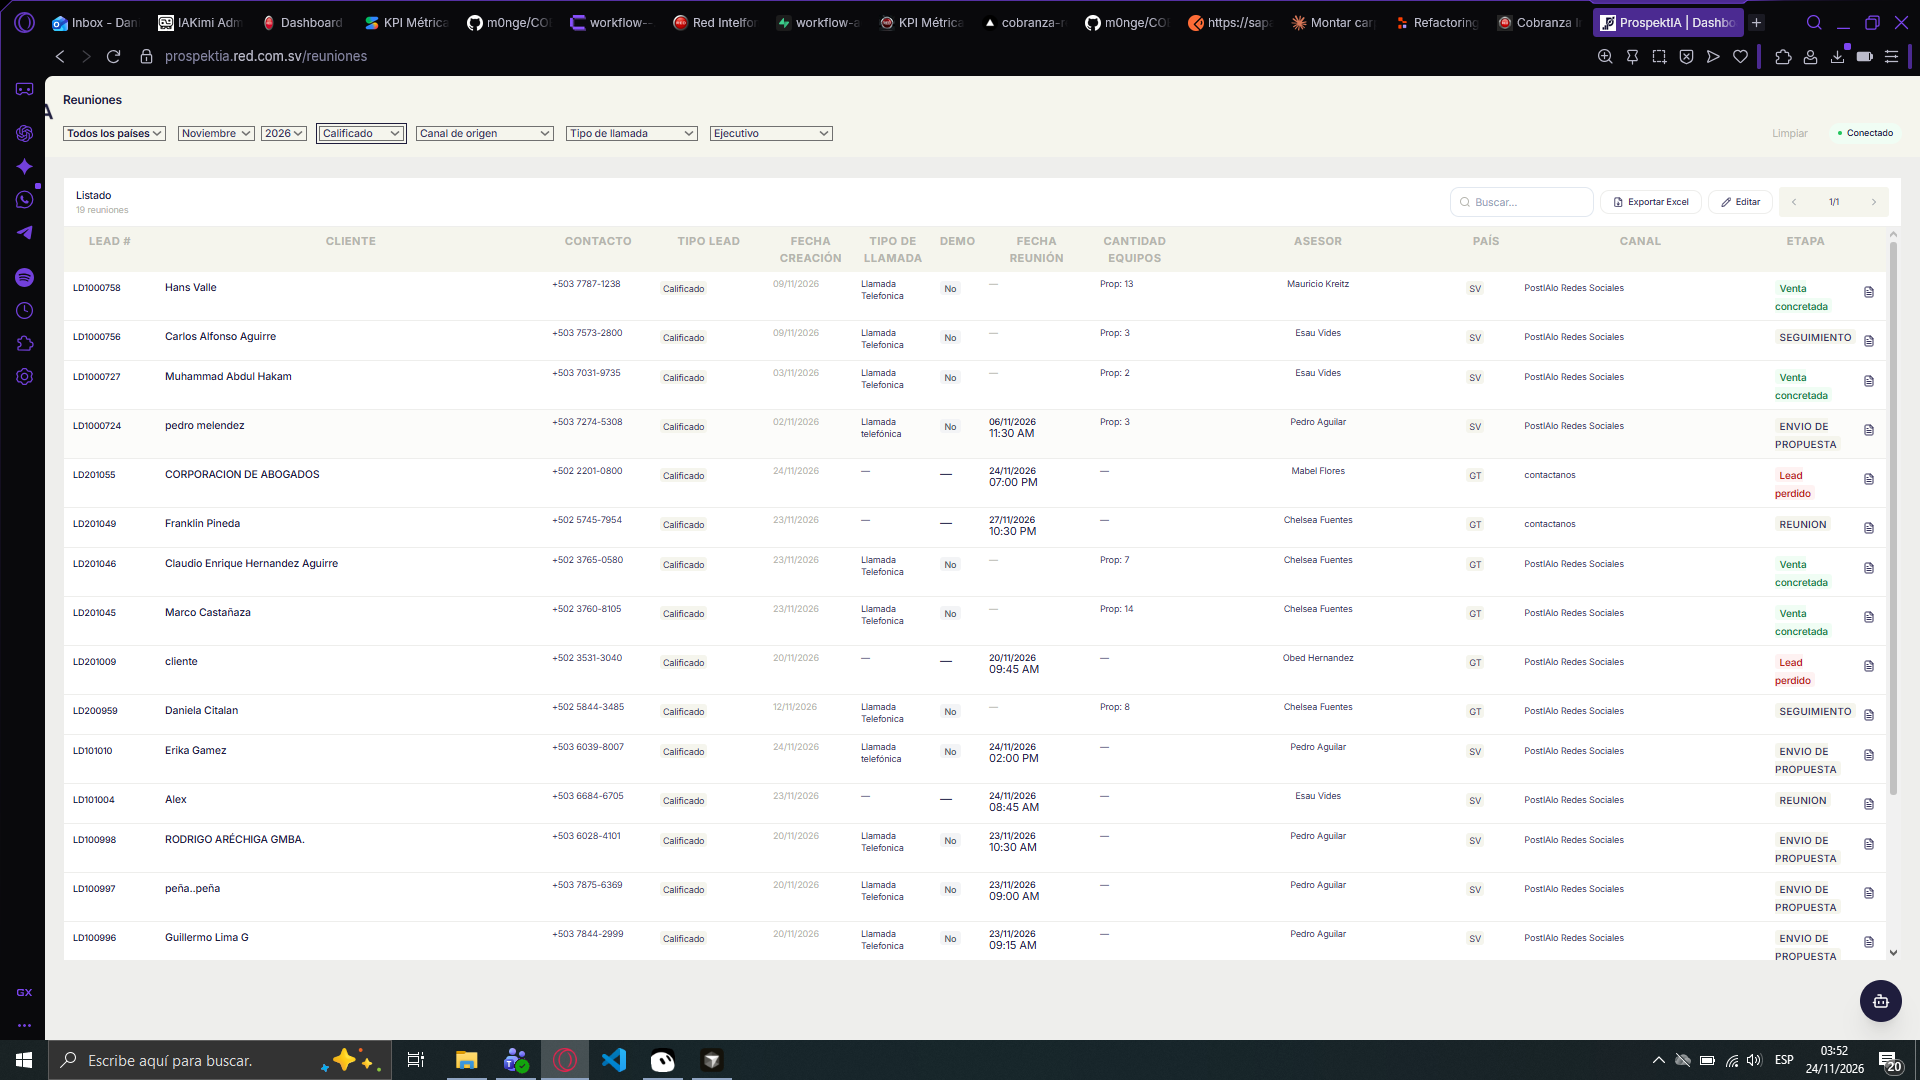 Inbox - Dani
IAKimi Adm
Dashboard
KPI Métrica
m0nge/CO
workflow--
Red Intelfon
workflow-a
KPI Métrica
cobranza-r
m0nge/CO
https://sapa
Montar car
Refactoring
Cobranza In
ProspektIA | Dashbo
prospektia.red.com.sv/reuniones
A
Reuniones
Todos los países
Noviembre
2026
Calificado
Canal de origen
Tipo de llamada
Ejecutivo
Limpiar
Conectado
Listado
19 reuniones
Buscar...
Exportar Excel
Editar
1/1
LEAD # CLIENTE CONTACTO TIPO LEAD FECHA CREACIÓN TIPO DE LLAMADA DEMO FECHA REUNIÓN CANTIDAD EQUIPOS ASESOR PAÍS CANAL ETAPA
LD1000758 Hans Valle +503 7787-1238 Calificado 09/11/2026 Llamada Telefonica No — Prop: 13 Mauricio Kreitz SV PostIAlo Redes Sociales Venta concretada
LD1000756 Carlos Alfonso Aguirre +503 7573-2800 Calificado 09/11/2026 Llamada Telefonica No — Prop: 3 Esau Vides SV PostIAlo Redes Sociales SEGUIMIENTO
LD1000727 Muhammad Abdul Hakam +503 7031-9735 Calificado 03/11/2026 Llamada Telefonica No — Prop: 2 Esau Vides SV PostIAlo Redes Sociales Venta concretada
LD1000724 pedro melendez +503 7274-5308 Calificado 02/11/2026 Llamada telefónica No 06/11/2026 11:30 AM Prop: 3 Pedro Aguilar SV PostIAlo Redes Sociales ENVIO DE PROPUESTA
LD201055 CORPORACION DE ABOGADOS +502 2201-0800 Calificado 24/11/2026 — — 24/11/2026 07:00 PM — Mabel Flores GT contactanos Lead perdido
LD201049 Franklin Pineda +502 5745-7954 Calificado 23/11/2026 — — 27/11/2026 10:30 PM — Chelsea Fuentes GT contactanos REUNION
LD201046 Claudio Enrique Hernandez Aguirre +502 3765-0580 Calificado 23/11/2026 Llamada Telefonica No — Prop: 7 Chelsea Fuentes GT PostIAlo Redes Sociales Venta concretada
LD201045 Marco Castañaza +502 3760-8105 Calificado 23/11/2026 Llamada Telefonica No — Prop: 14 Chelsea Fuentes GT PostIAlo Redes Sociales Venta concretada
LD201009 cliente +502 3531-3040 Calificado 20/11/2026 — — 20/11/2026 09:45 AM — Obed Hernandez GT PostIAlo Redes Sociales Lead perdido
LD200959 Daniela Citalan +502 5844-3485 Calificado 12/11/2026 Llamada Telefonica No — Prop: 8 Chelsea Fuentes GT PostIAlo Redes Sociales SEGUIMIENTO
LD101010 Erika Gamez +503 6039-8007 Calificado 24/11/2026 Llamada telefónica No 24/11/2026 02:00 PM — Pedro Aguilar SV PostIAlo Redes Sociales ENVIO DE PROPUESTA
LD101004 Alex +503 6684-6705 Calificado 23/11/2026 — — 24/11/2026 08:45 AM — Esau Vides SV PostIAlo Redes Sociales REUNION
LD100998 RODRIGO ARÉCHIGA GMBA. +503 6028-4101 Calificado 20/11/2026 Llamada Telefonica No 23/11/2026 10:30 AM — Pedro Aguilar SV PostIAlo Redes Sociales ENVIO DE PROPUESTA
LD100997 peña..peña +503 7875-6369 Calificado 20/11/2026 Llamada Telefonica No 23/11/2026 09:00 AM — Pedro Aguilar SV PostIAlo Redes Sociales ENVIO DE PROPUESTA
LD100996 Guillermo Lima G +503 7844-2999 Calificado 20/11/2026 Llamada Telefonica No 23/11/2026 09:15 AM — Pedro Aguilar SV PostIAlo Redes Sociales ENVIO DE PROPUESTA
GX
Escribe aquí para buscar.
ESP
03:52
24/11/2026
20